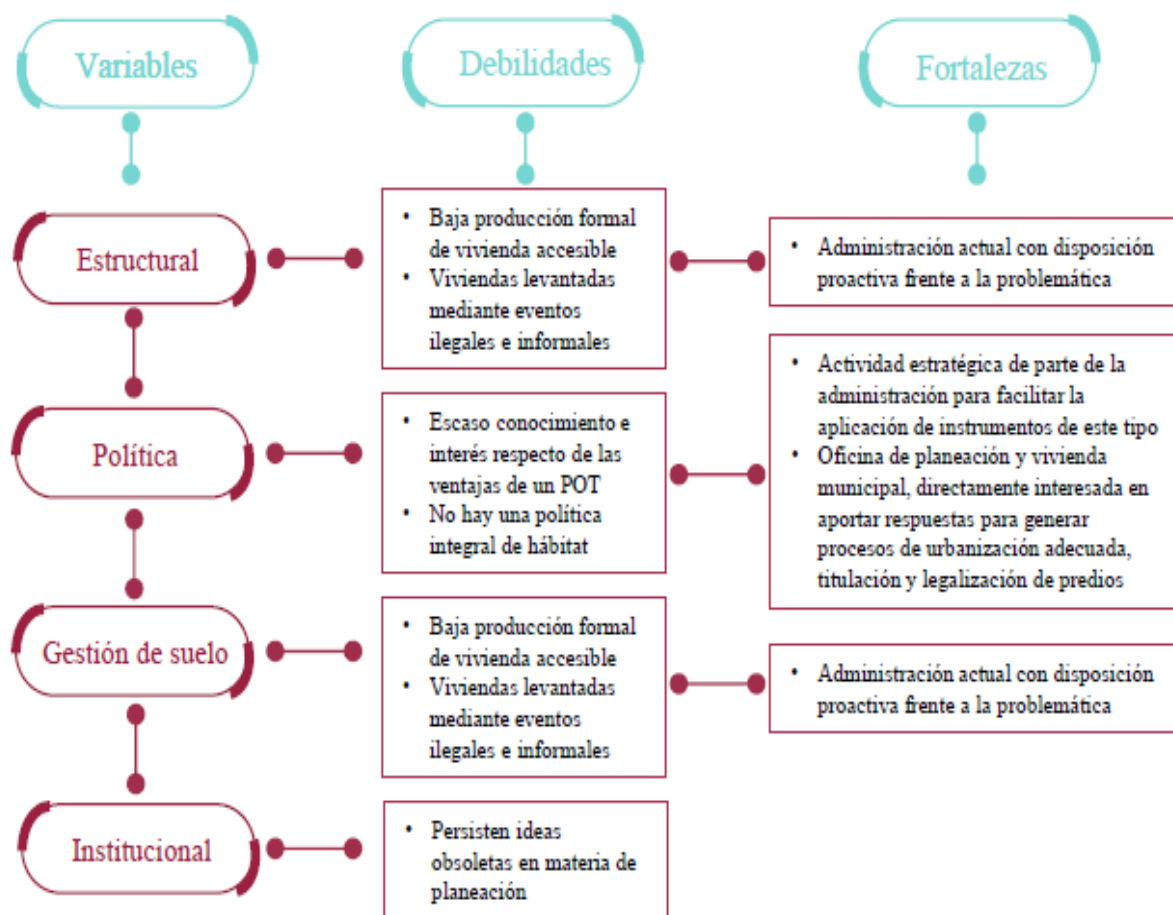 Variables
Debilidades
Fortalezas
Estructural
• Baja producción formal
de vivienda accesible
• Viviendas levantadas
mediante eventos
ilegales e informales
• Administración actual con disposición
proactiva frente a la problemática
Política
• Escaso conocimiento e
interés respecto de las
ventajas de un POT
• No hay una política
integral de hábitat
• Actividad estratégica de parte de la
administración para facilitar la
aplicación de instrumentos de este tipo
• Oficina de planeación y vivienda
municipal, directamente interesada en
aportar respuestas para generar
procesos de urbanización adecuada,
titulación y legalización de predios
Gestión de suelo
• Baja producción formal
de vivienda accesible
• Viviendas levantadas
mediante eventos
ilegales e informales
• Administración actual con disposición
proactiva frente a la problemática
Institucional
• Persisten ideas
obsoletas en materia de
planeación